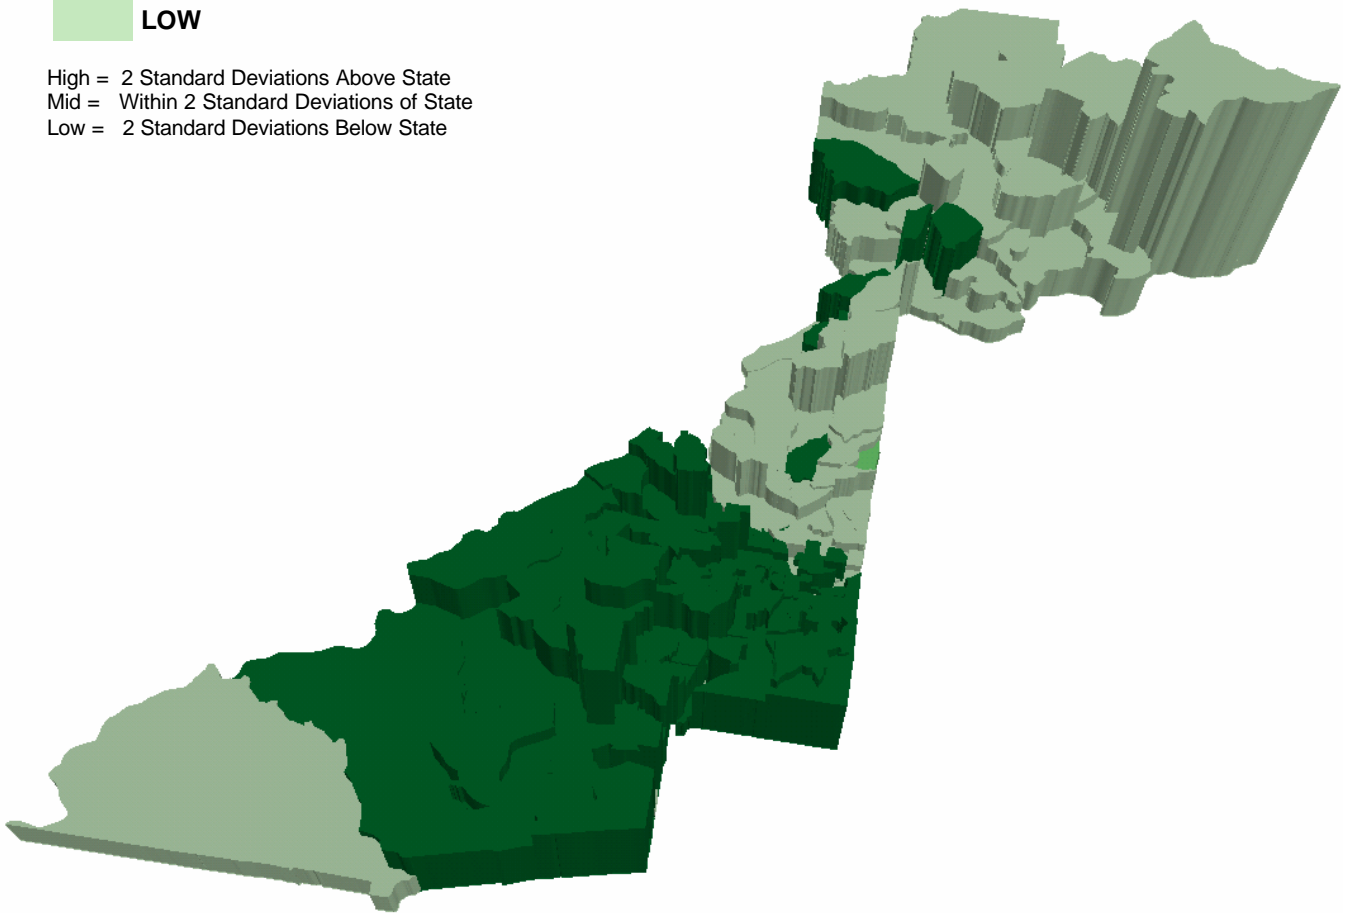 LOW
High = 2 Standard Deviations Above State
Mid = Within 2 Standard Deviations of State
Low = 2 Standard Deviations Below State